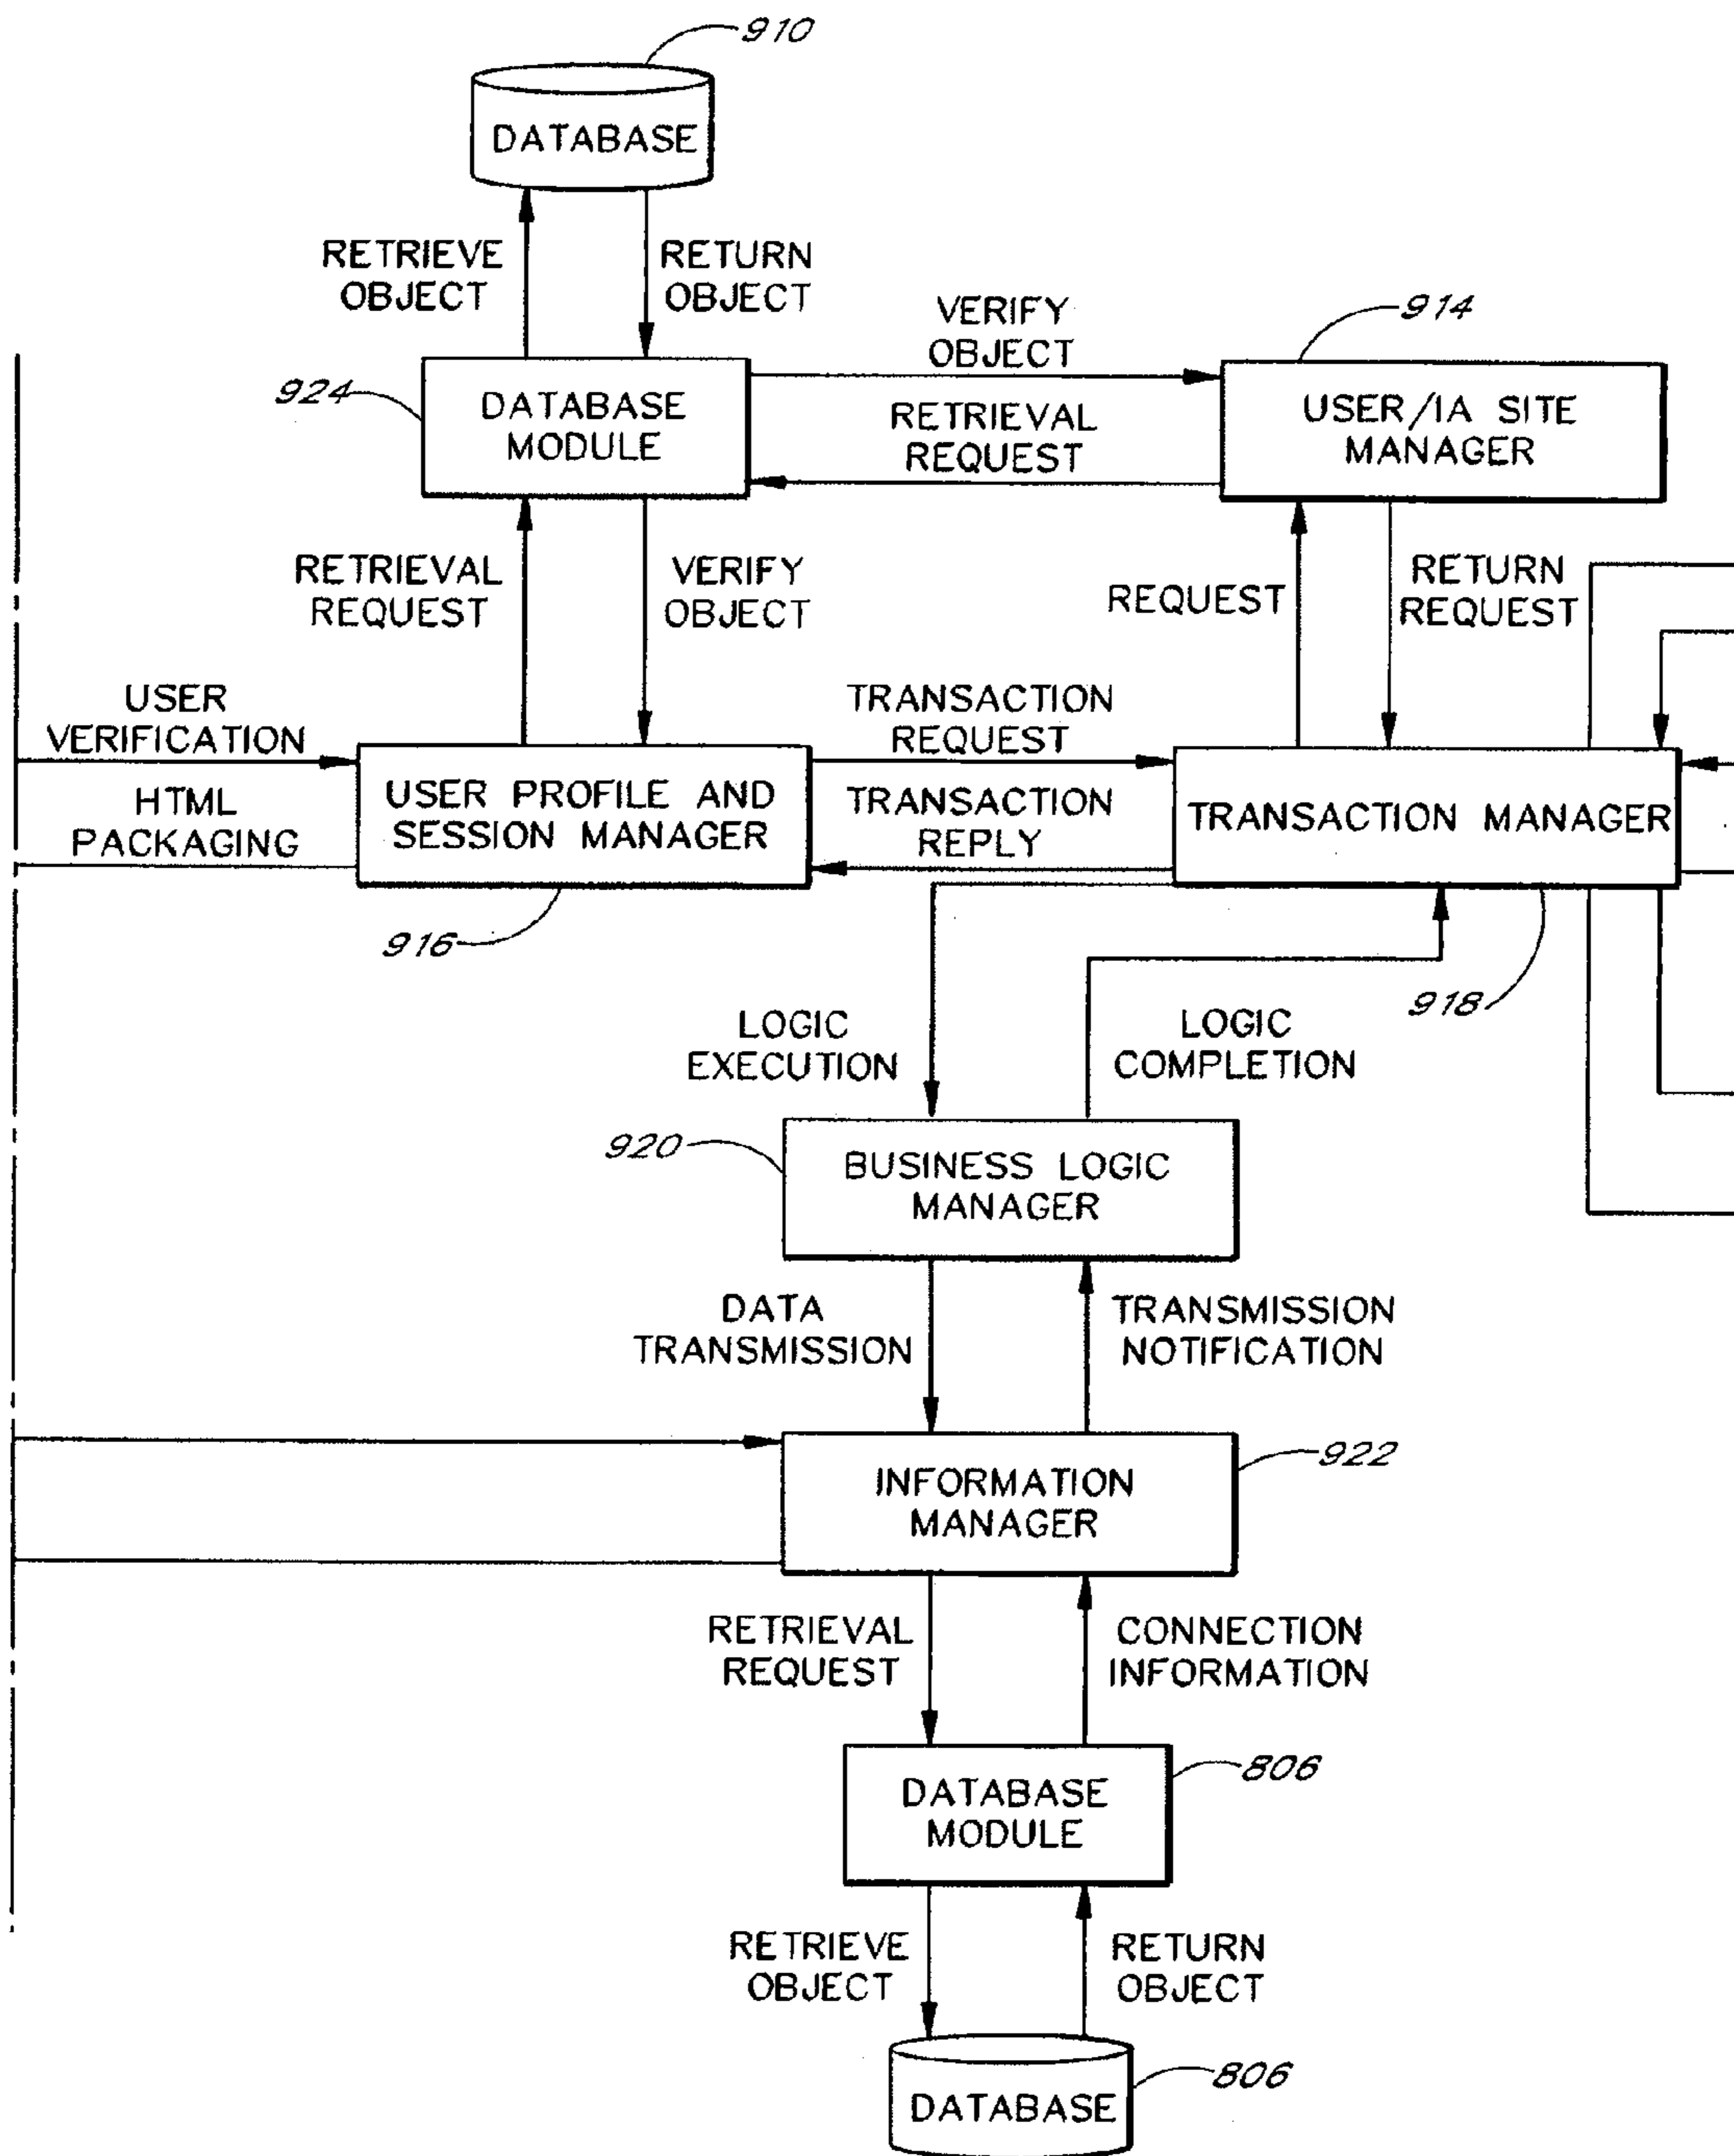 910
DATABASE
RETRIEVE
OBJECT
RETURN
OBJECT
VERIFY
OBJECT
914
924
DATABASE
MODULE
RETRIEVAL
REQUEST
USER/IA SITE
MANAGER
RETRIEVAL
REQUEST
VERIFY
OBJECT
REQUEST
RETURN
REQUEST
USER
VERIFICATION
TRANSACTION
REQUEST
HTML
PACKAGING
USER PROFILE AND
SESSION MANAGER
TRANSACTION
REPLY
TRANSACTION MANAGER
916
918
LOGIC
EXECUTION
LOGIC
COMPLETION
920
BUSINESS LOGIC
MANAGER
DATA
TRANSMISSION
TRANSMISSION
NOTIFICATION
922
INFORMATION
MANAGER
RETRIEVAL
REQUEST
CONNECTION
INFORMATION
806
DATABASE
MODULE
RETRIEVE
OBJECT
RETURN
OBJECT
806
DATABASE